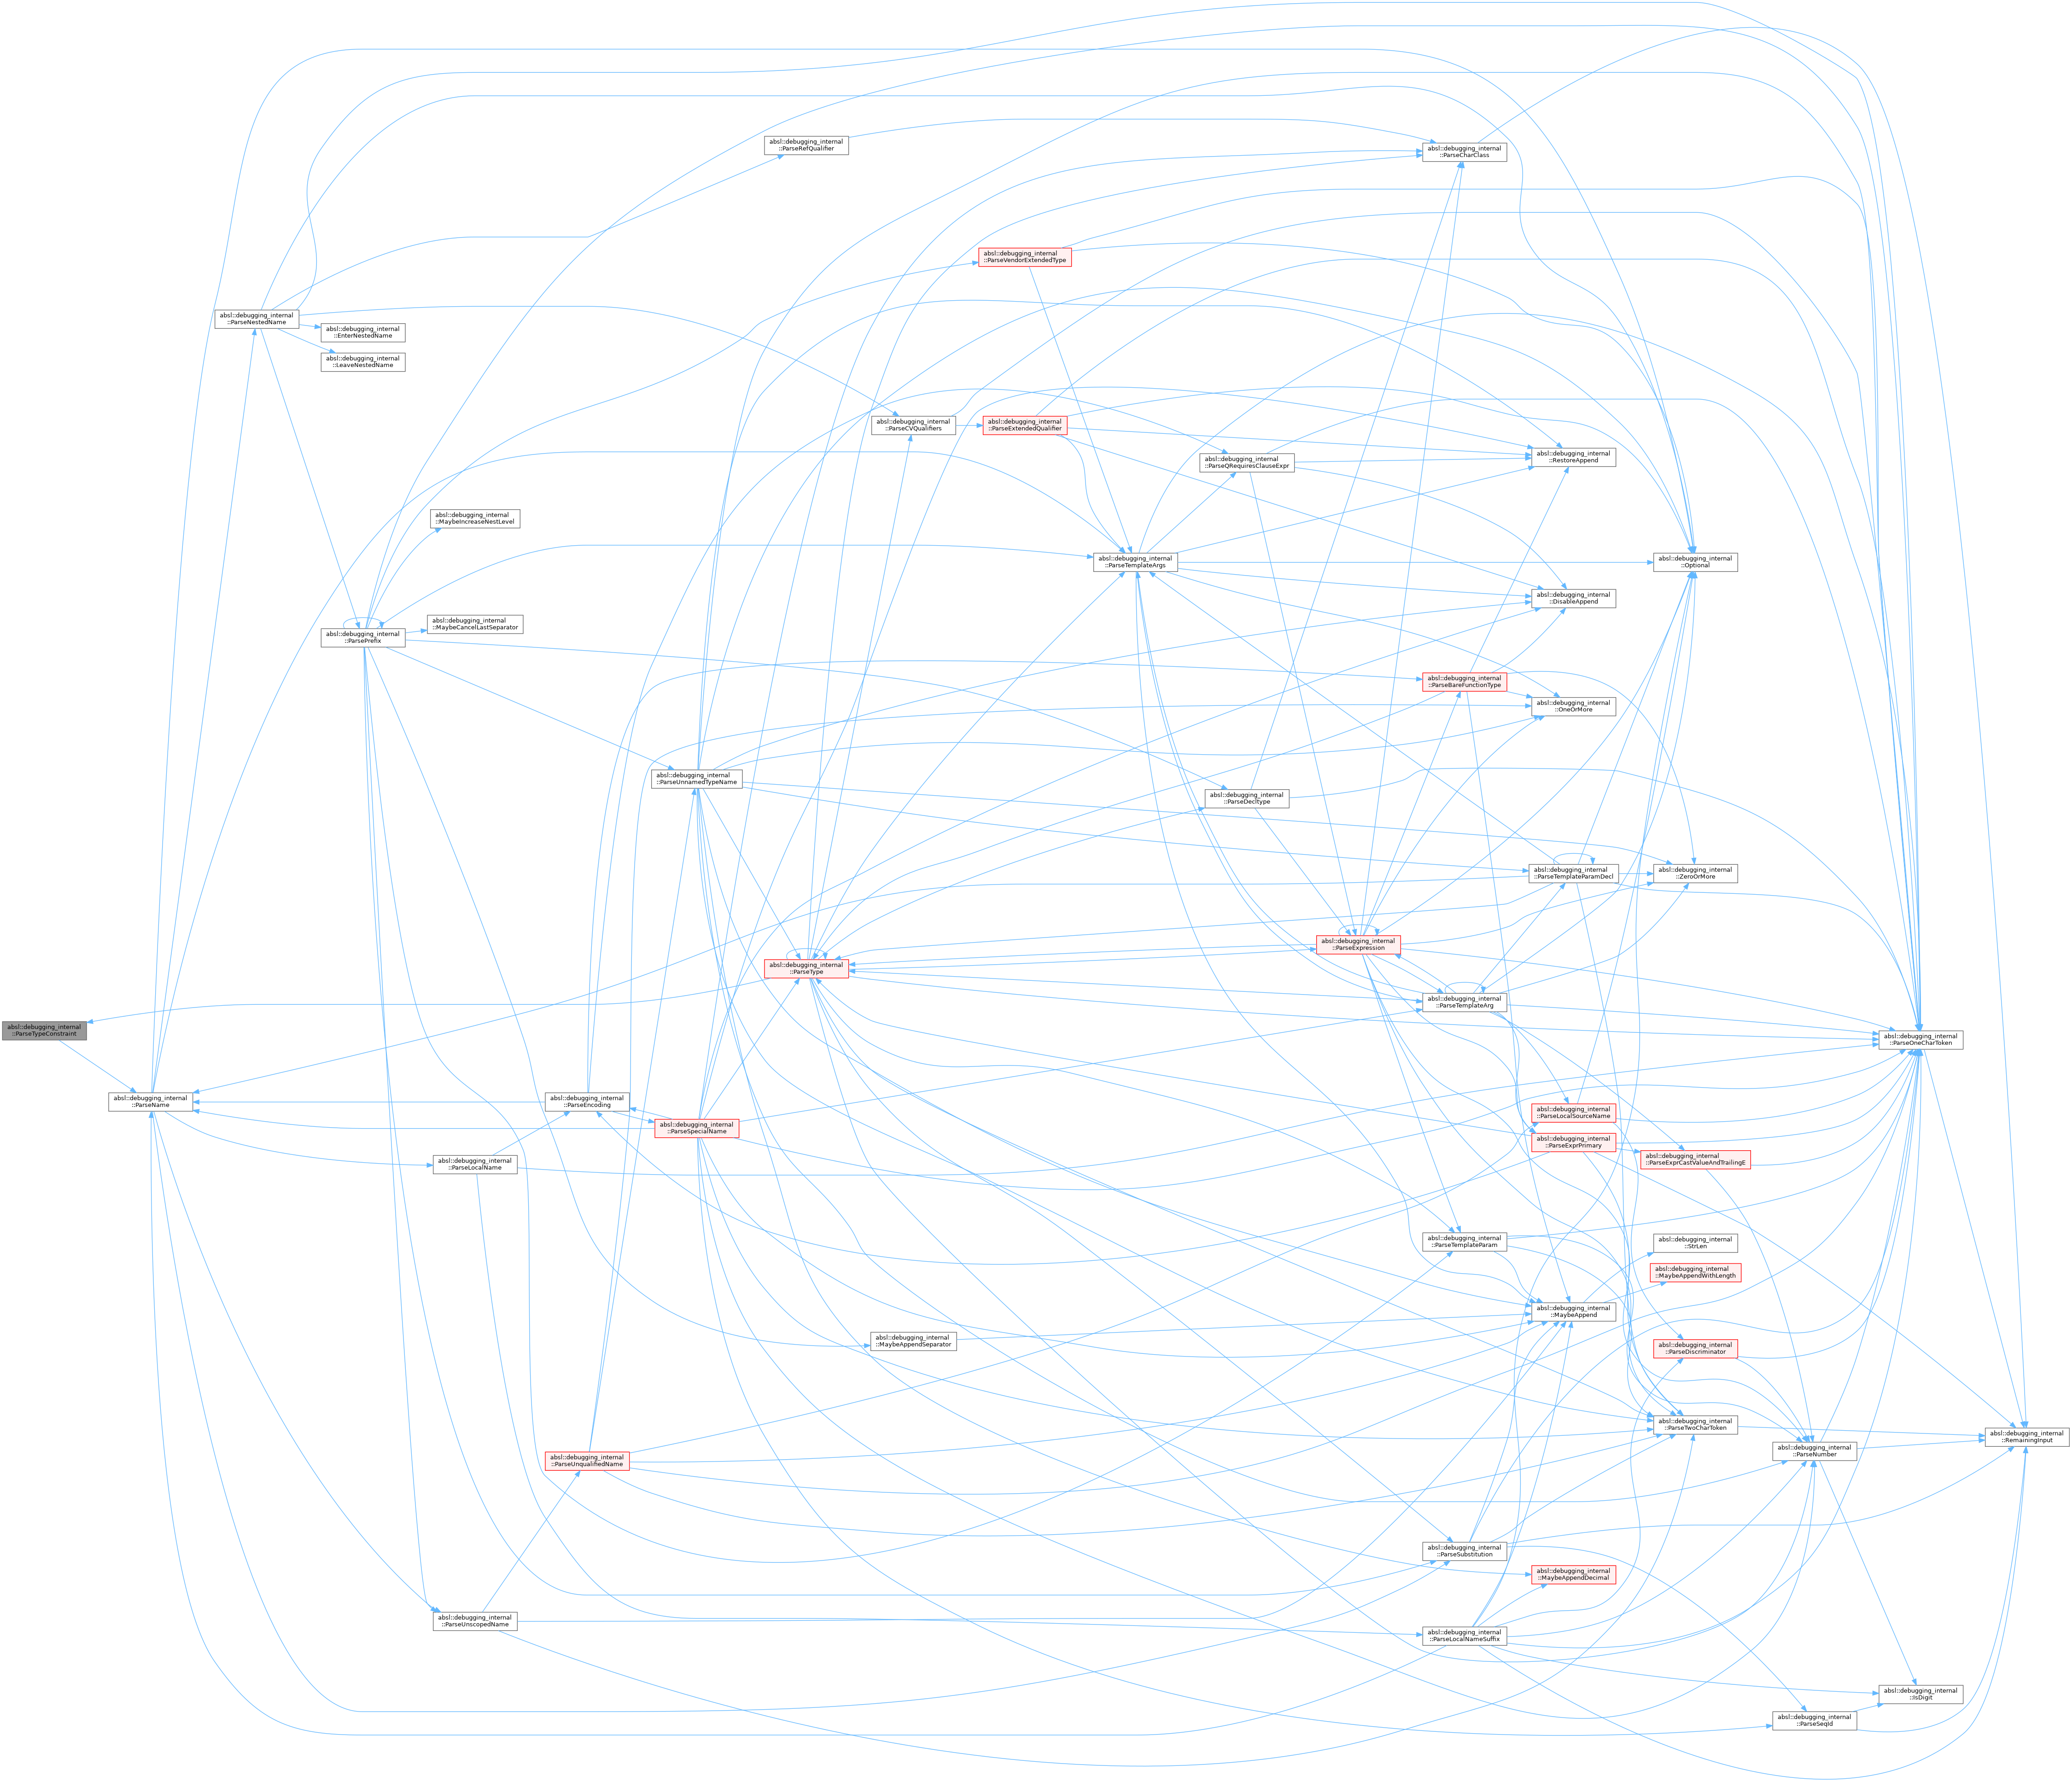 absl::debugging_internal
::ParseTypeConstraint
absl::debugging_internal
::ParseName
absl::debugging_internal
::ParseNestedName
absl::debugging_internal
::EnterNestedName
absl::debugging_internal
::LeaveNestedName
absl::debugging_internal
::ParsePrefix
absl::debugging_internal
::MaybeIncreaseNestLevel
absl::debugging_internal
::MaybeCancelLastSeparator
absl::debugging_internal
::ParseLocalName
absl::debugging_internal
::ParseUnscopedName
absl::debugging_internal
::ParseEncoding
absl::debugging_internal
::ParseUnqualifiedName
absl::debugging_internal
::ParseUnnamedTypeName
absl::debugging_internal
::ParseSpecialName
absl::debugging_internal
::ParseRefQualifier
absl::debugging_internal
::ParseType
absl::debugging_internal
::ParseCVQualifiers
absl::debugging_internal
::MaybeAppendSeparator
absl::debugging_internal
::ParseVendorExtendedType
absl::debugging_internal
::ParseExtendedQualifier
absl::debugging_internal
::ParseTemplateArgs
absl::debugging_internal
::ParseQRequiresClauseExpr
absl::debugging_internal
::ParseDecltype
absl::debugging_internal
::ParseExpression
absl::debugging_internal
::ParseCharClass
absl::debugging_internal
::ParseBareFunctionType
absl::debugging_internal
::ParseTemplateArg
absl::debugging_internal
::ParseTemplateParam
absl::debugging_internal
::ParseSubstitution
absl::debugging_internal
::ParseLocalNameSuffix
absl::debugging_internal
::RestoreAppend
absl::debugging_internal
::DisableAppend
absl::debugging_internal
::OneOrMore
absl::debugging_internal
::ParseTemplateParamDecl
absl::debugging_internal
::ParseLocalSourceName
absl::debugging_internal
::ParseExprPrimary
absl::debugging_internal
::MaybeAppend
absl::debugging_internal
::MaybeAppendDecimal
absl::debugging_internal
::Optional
absl::debugging_internal
::ZeroOrMore
absl::debugging_internal
::ParseExprCastValueAndTrailingE
absl::debugging_internal
::StrLen
absl::debugging_internal
::MaybeAppendWithLength
absl::debugging_internal
::ParseDiscriminator
absl::debugging_internal
::ParseTwoCharToken
absl::debugging_internal
::ParseNumber
absl::debugging_internal
::ParseSeqId
absl::debugging_internal
::ParseOneCharToken
absl::debugging_internal
::IsDigit
absl::debugging_internal
::RemainingInput